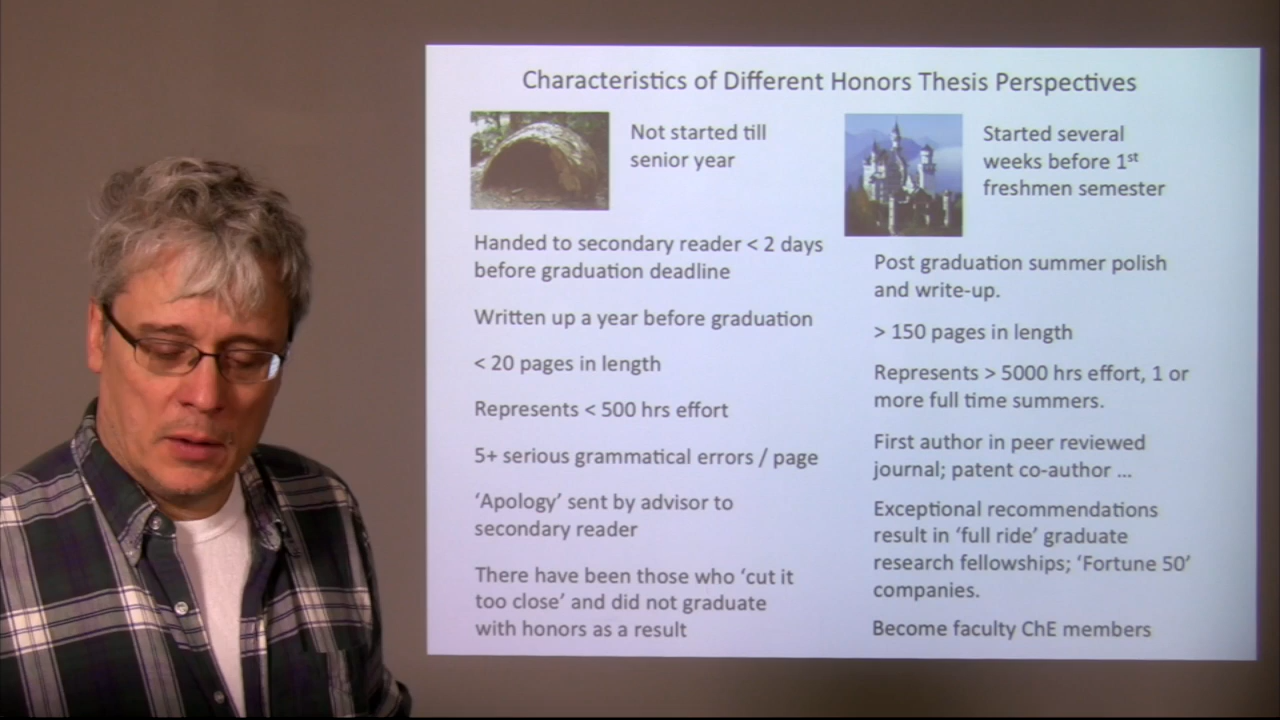 Characteristics of Different Honors Thesis Perspectives
Not started till
senior year
Handed to secondary reader < 2 days
before graduation deadline
Written up a year before graduation
< 20 pages in length
Represents < 500 hrs effort
5+ serious grammatical errors / page
‘Apology’ sent by advisor to
secondary reader
There have been those who ‘cut it
too close’ and did not graduate
with honors as a result
Started several
weeks before 1st
freshmen semester
Post graduation summer polish
and write-up.
> 150 pages in length
Represents > 5000 hrs effort, 1 or
more full time summers.
First author in peer reviewed
journal; patent co-author ...
Exceptional recommendations
result in ‘full ride’ graduate
research fellowships; ‘Fortune 50’
companies.
Become faculty ChE members